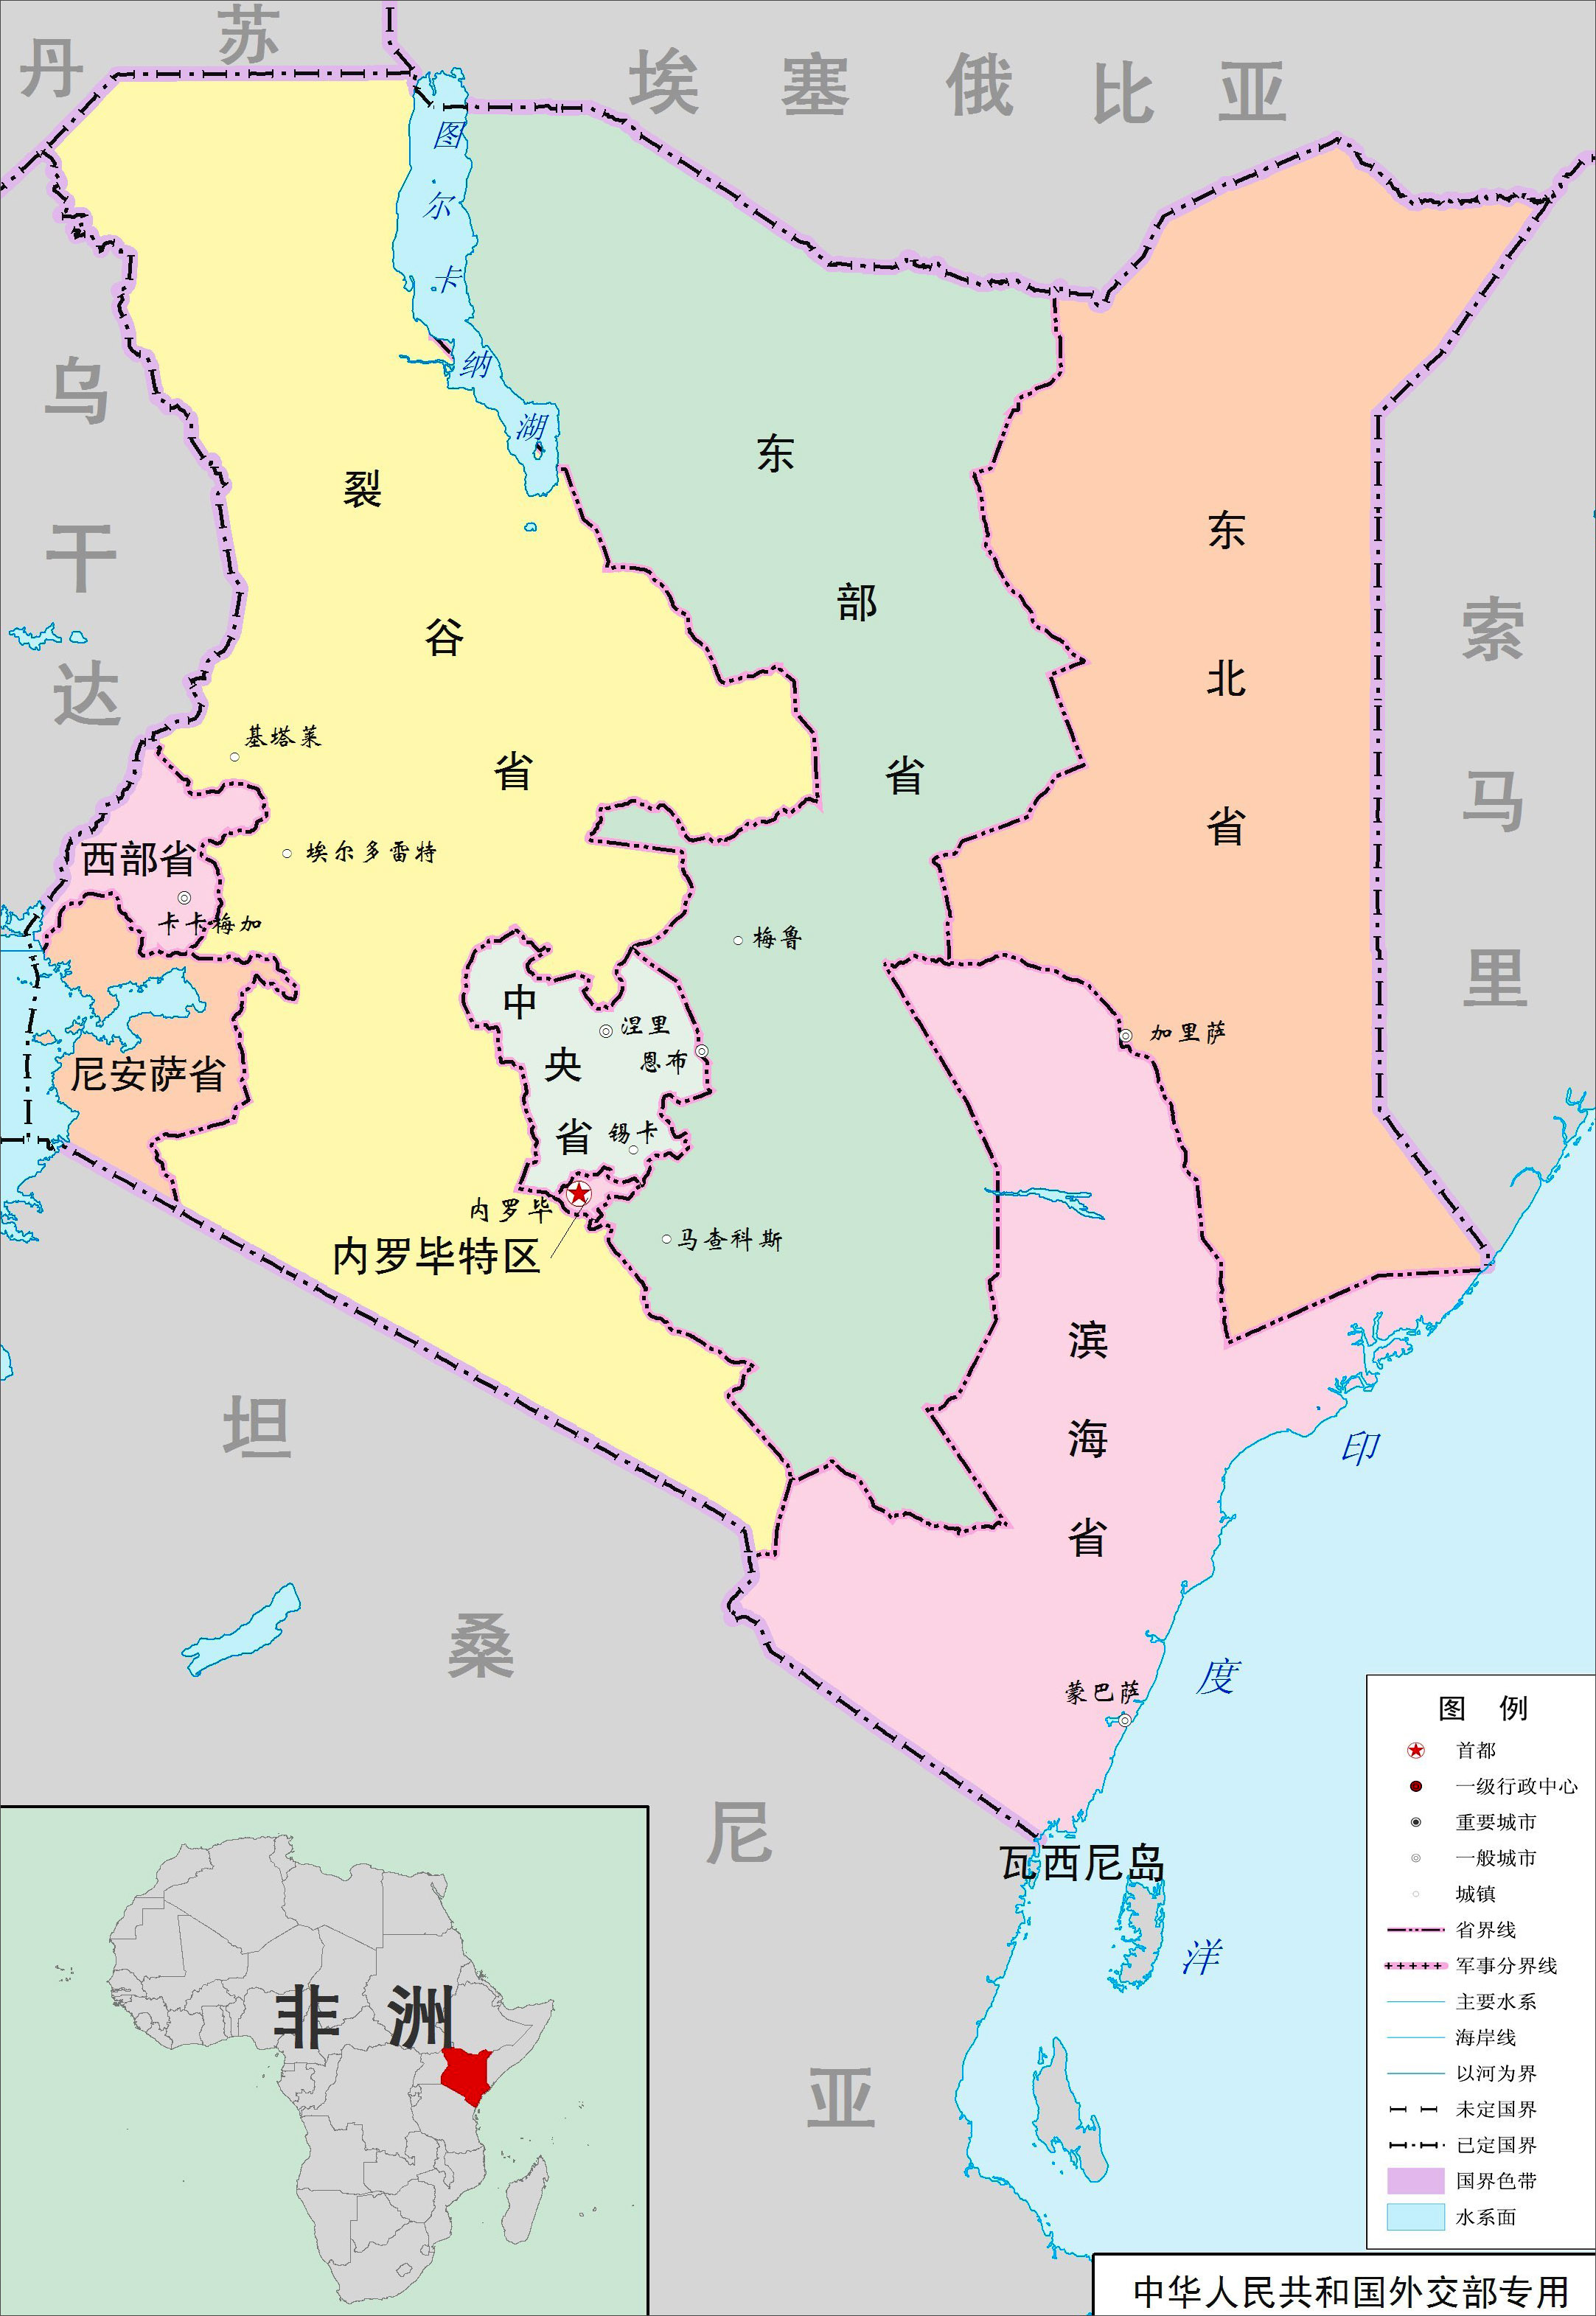 苏丹
埃塞俄比亚
图尔卡纳湖
乌干达
索马里
裂谷省
东部省
东北省
基塔莱
埃尔多雷特
西部省
卡卡梅加
梅鲁
中央省
涅里
恩布
加里萨
尼安萨省
锡卡
内罗毕
内罗毕特区
马查科斯
滨海省
蒙巴萨
瓦西尼岛
坦桑尼亚
印度洋
非洲
图例
首都
一级行政中心
重要城市
一般城市
城镇
省界线
军事分界线
主要水系
海岸线
以河为界
未定国界
已定国界
国界色带
水系面
中华人民共和国外交部专用